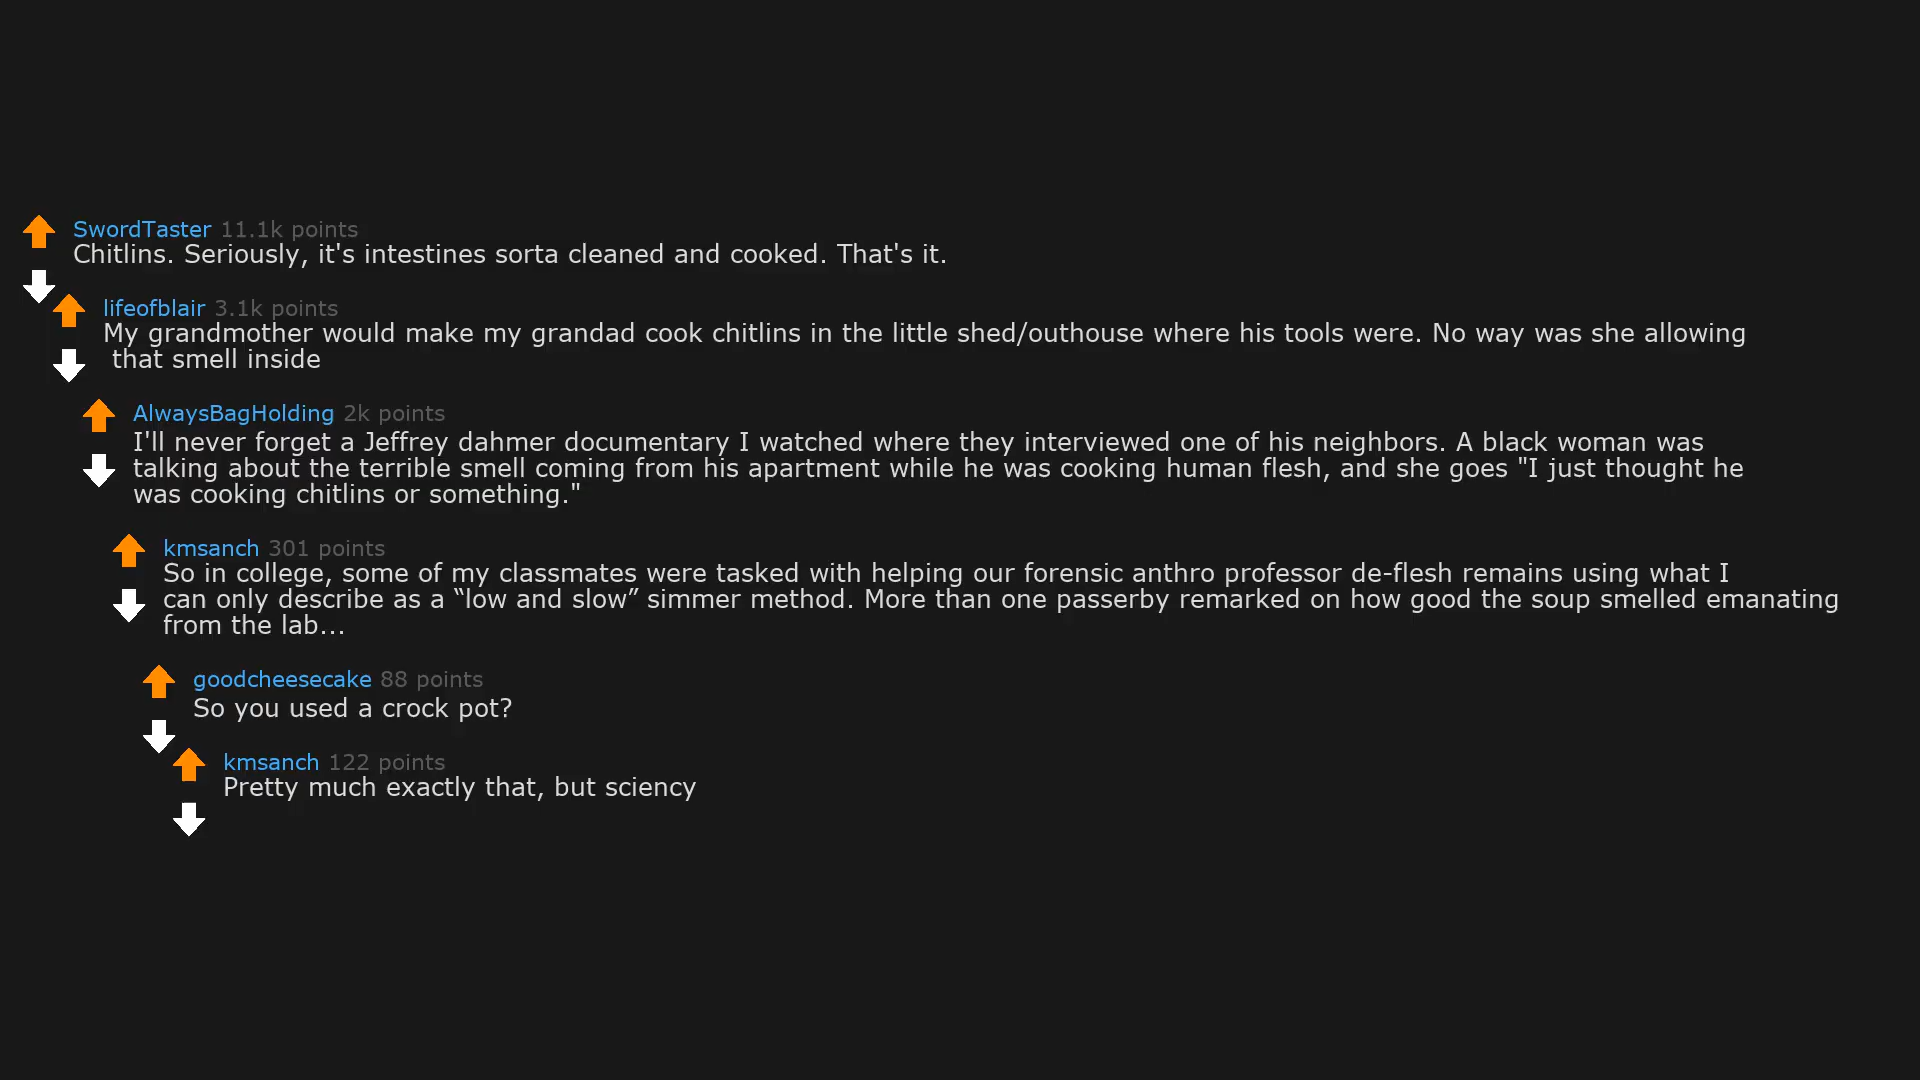 SwordTaster 11.1k points
Chitlins. Seriously, it's intestines sorta cleaned and cooked. That's it.
lifeofblair 3.1k points
My grandmother would make my grandad cook chitlins in the little shed/outhouse where his tools were. No way was she allowing
that smell inside
AlwaysBagHolding 2k points
I'll never forget a Jeffrey dahmer documentary I watched where they interviewed one of his neighbors. A black woman was
talking about the terrible smell coming from his apartment while he was cooking human flesh, and she goes "I just thought he
was cooking chitlins or something."
kmsanch 301 points
So in college, some of my classmates were tasked with helping our forensic anthro professor de-flesh remains using what I
can only describe as a “low and slow” simmer method. More than one passerby remarked on how good the soup smelled emanating
from the lab…
goodcheesecake 88 points
So you used a crock pot?
kmsanch 122 points
Pretty much exactly that, but sciency